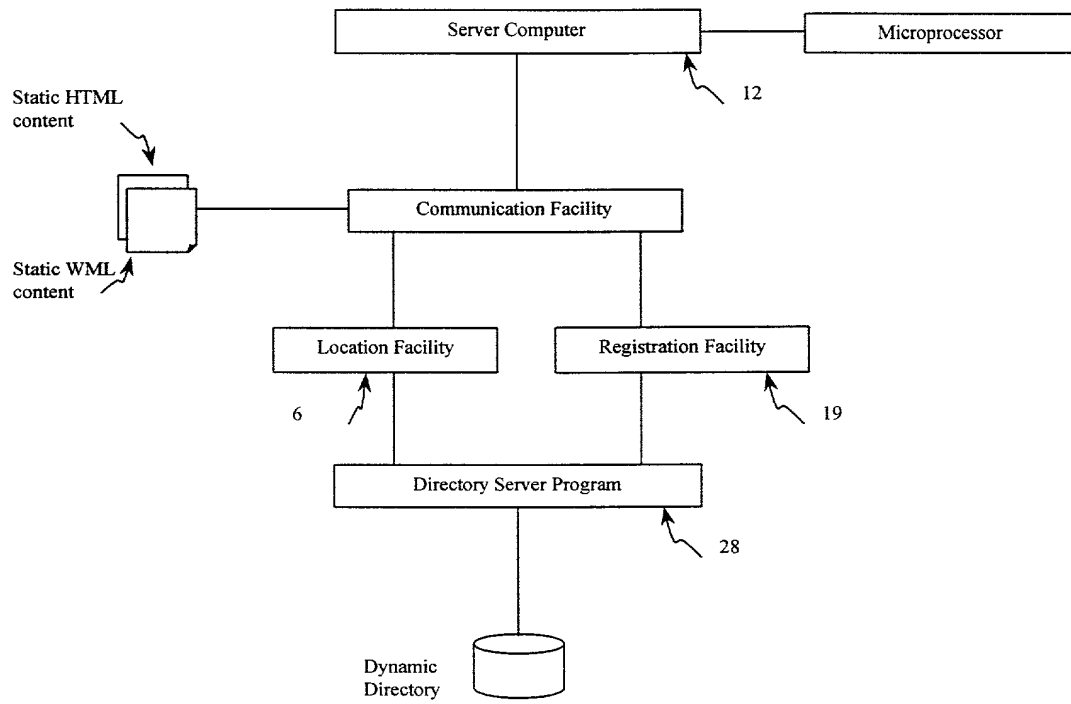 Server Computer
Microprocessor
12
Static HTML
content
Communication Facility
Static WML
content
Location Facility
Registration Facility
6
19
Directory Server Program
28
Dynamic
Directory